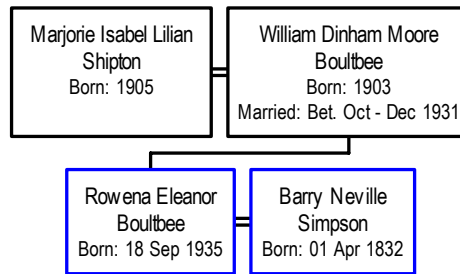 Marjorie Isabel Lilian
Shipton
Born: 1905
William Dinham Moore
Boultbee
Born: 1903
Married: Bet. Oct - Dec 1931
Rowena Eleanor
Boultbee
Born: 18 Sep 1935
Barry Neville
Simpson
Born: 01 Apr 1832